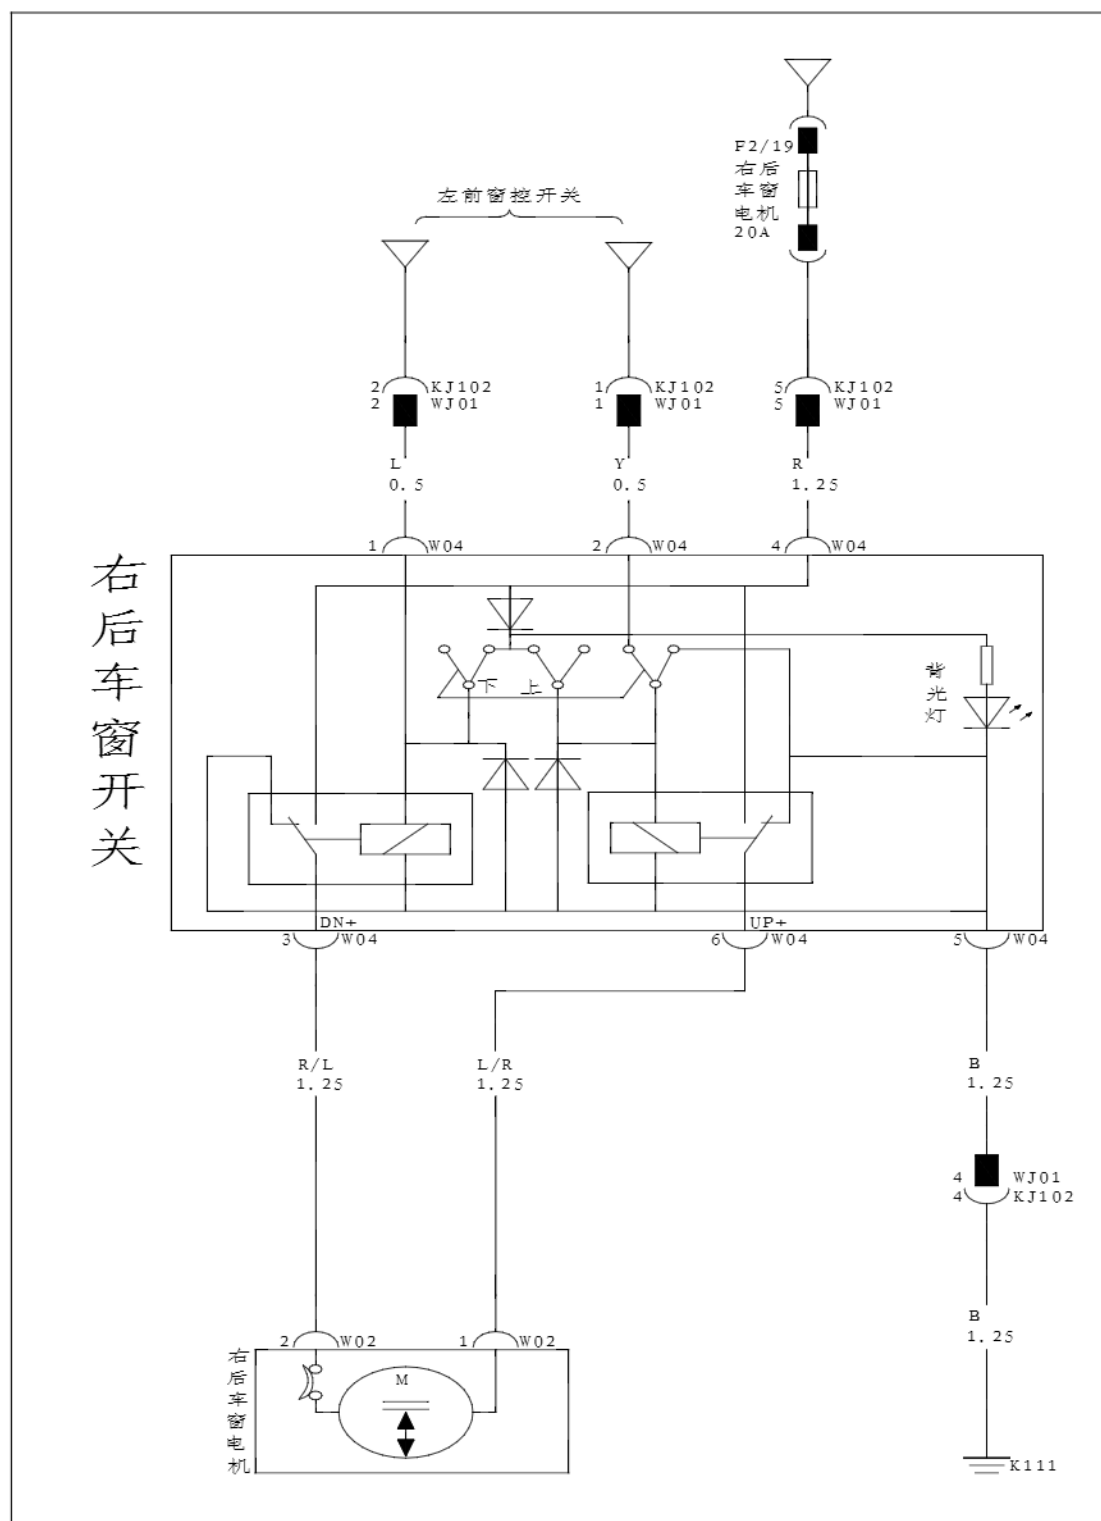 F2/19
右后
车窗
电机
20A
左前窗控开关
2 KJ102
2 WJ01
1 KJ102
1 WJ01
5 KJ102
5 WJ01
L
0.5
Y
0.5
R
1.25
1 W04
2 W04
4 W04
右后车窗开关
下 上
背光灯
DN+
UP+
3 W04
6 W04
5 W04
R/L
1.25
L/R
1.25
B
1.25
4 WJ01
4 KJ102
B
1.25
2 W02
1 W02
右后车窗电机
M
K111